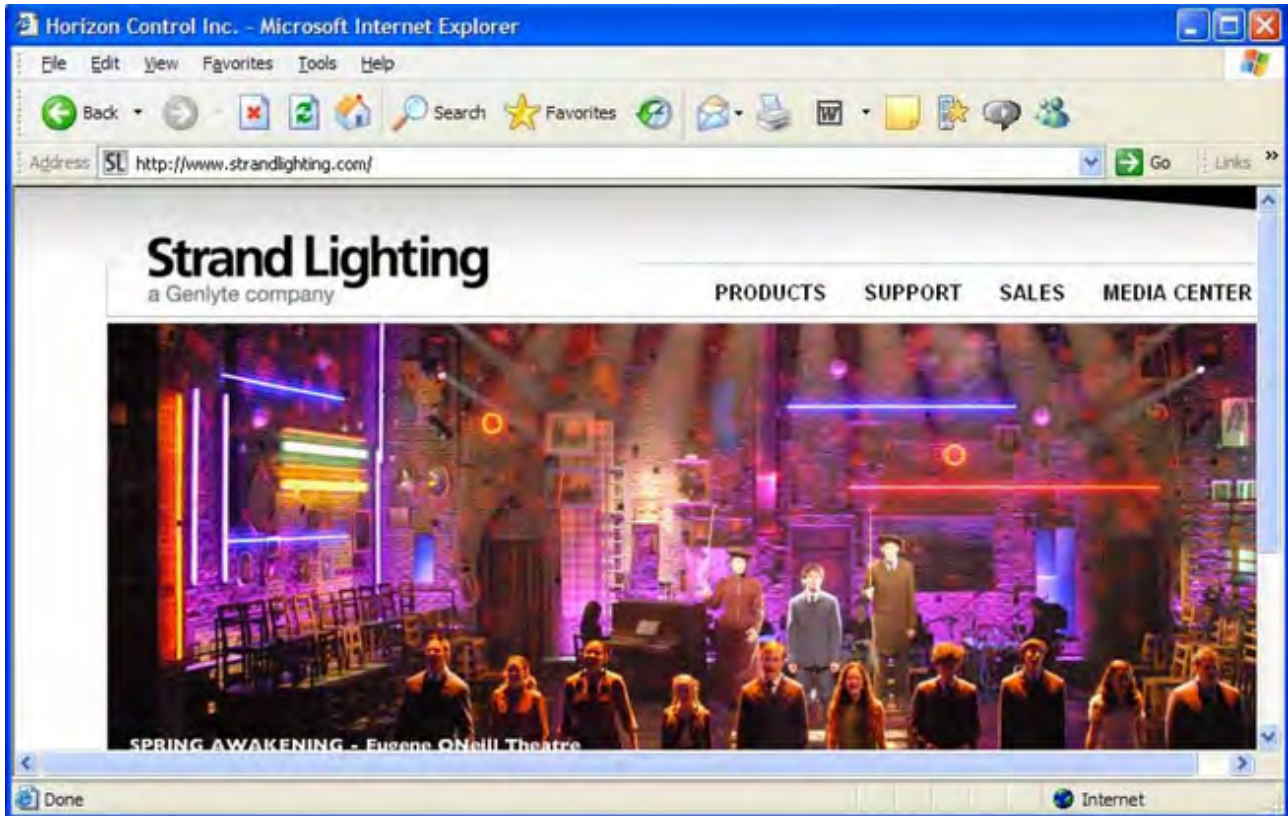 Horizon Control Inc. - Microsoft Internet Explorer
File Edit View Favorites Tools Help
Back Search Favorites W
Address SL http://www.strandlighting.com/ Go Links »
Strand Lighting
a Genlyte company
PRODUCTS SUPPORT SALES MEDIA CENTER
SPRING AWAKENING - Eugene ONeill Theatre
Done Internet